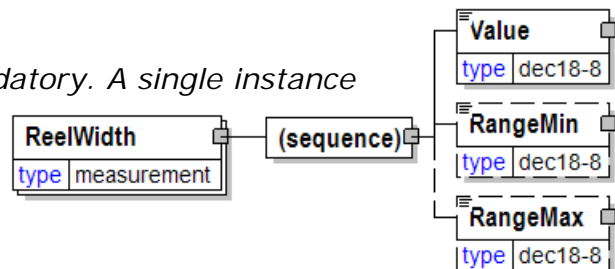 Value
type dec18-8
datory. A single instance
RangeMin
type dec18-8
ReelWidth
type measurement
(sequence)
RangeMax
type dec18-8